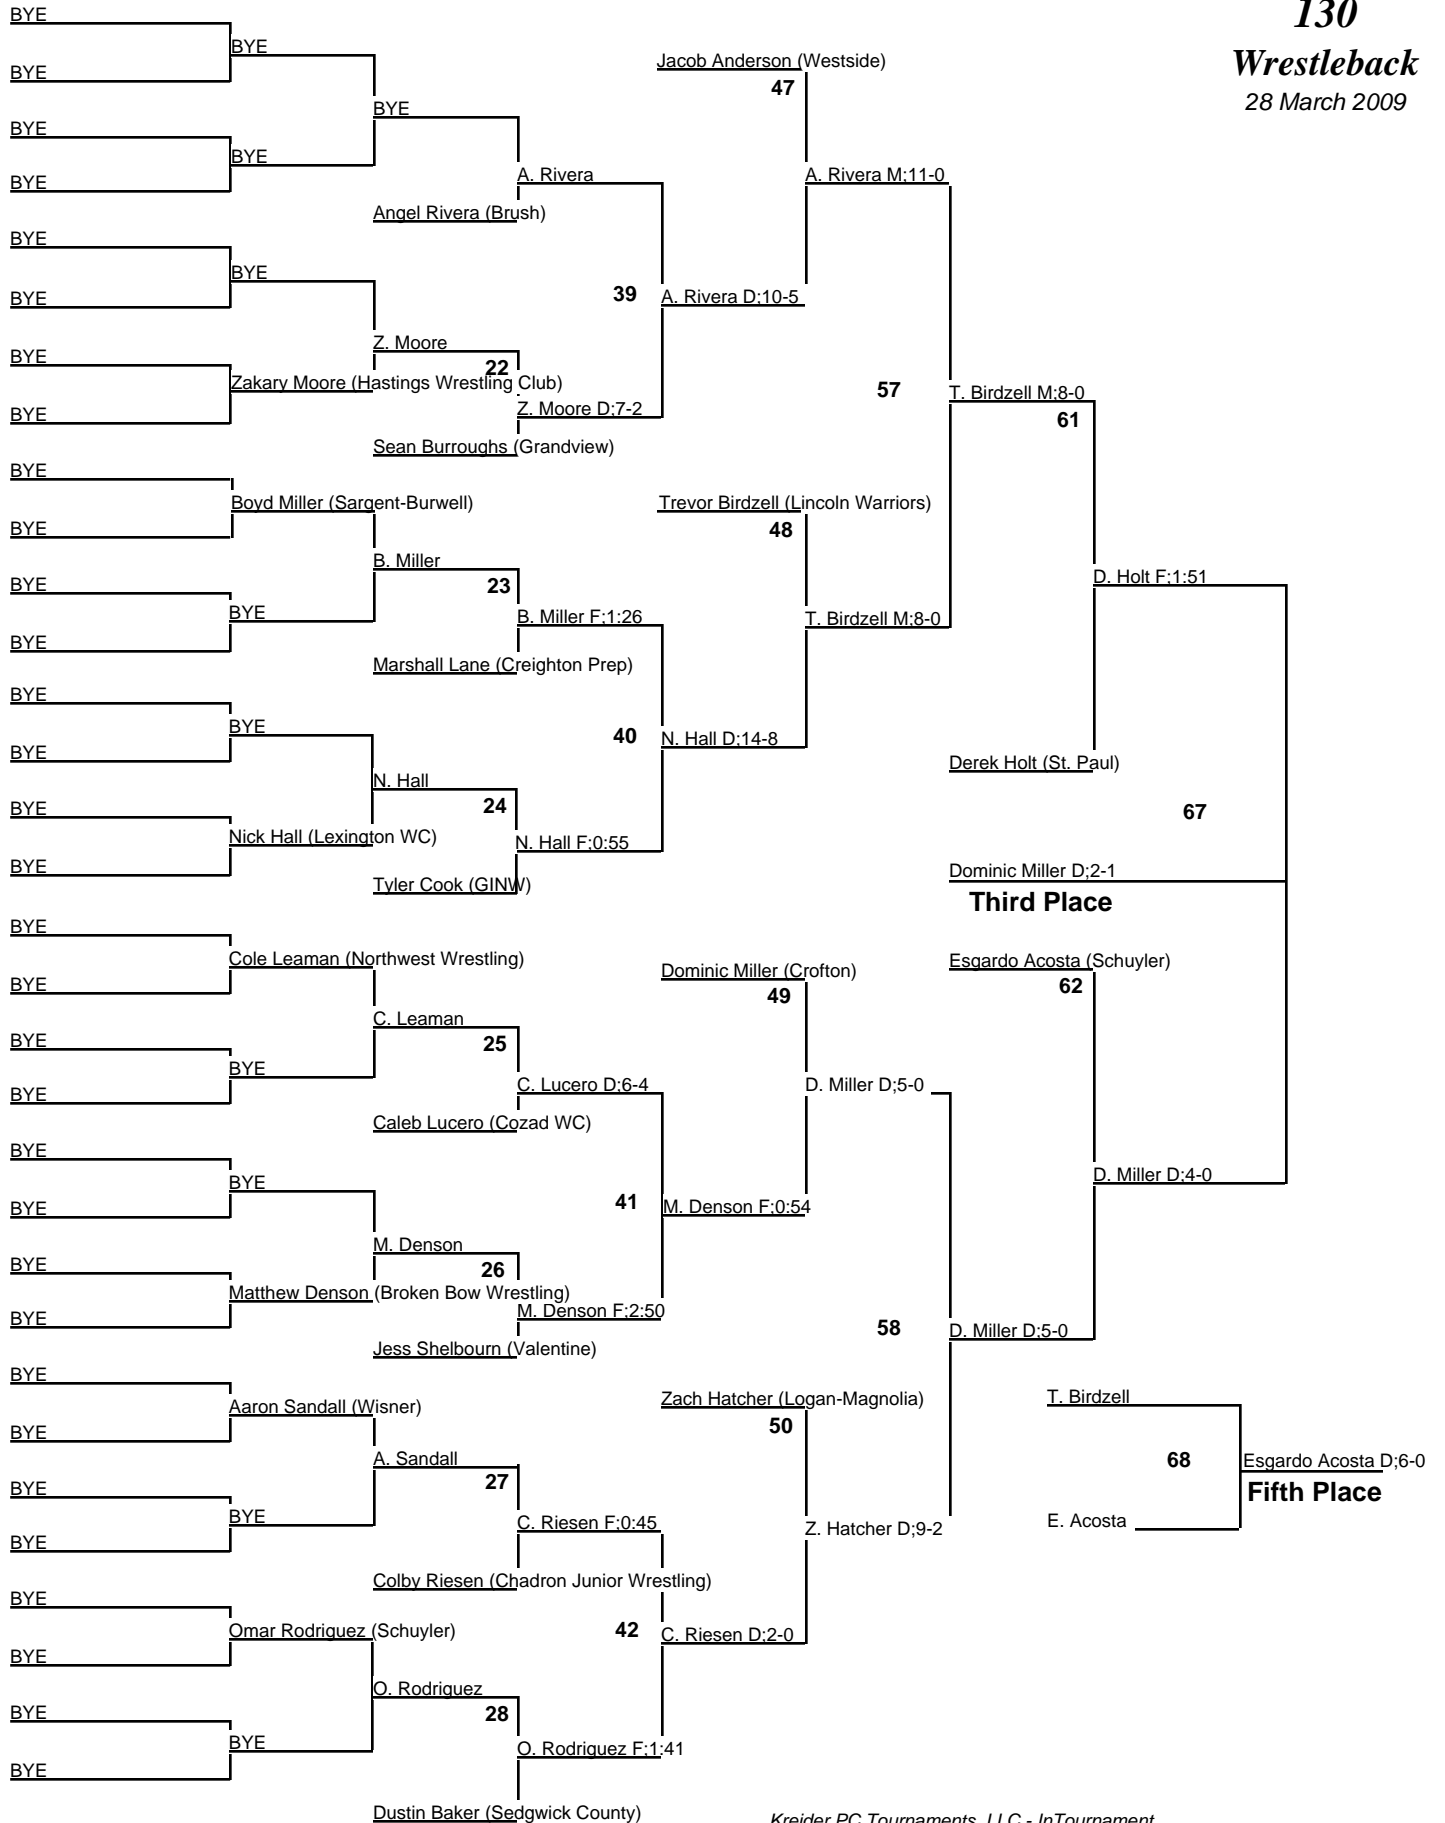 130
BYE
BYE
Jacob Anderson (Westside)
Wrestleback
BYE
47
28 March 2009
BYE
BYE
BYE
A. Rivera
A. Rivera M;11-0
BYE
Angel Rivera (Brush)
BYE
BYE
39
A. Rivera D;10-5
BYE
Z. Moore
BYE
22
Zakary Moore (Hastings Wrestling Club)
57
T. Birdzell M;8-0
BYE
Z. Moore D;7-2
61
Sean Burroughs (Grandview)
BYE
Boyd Miller (Sargent-Burwell)
Trevor Birdzell (Lincoln Warriors)
BYE
48
B. Miller
D. Holt F;1:51
BYE
23
BYE
B. Miller F;1:26
T. Birdzell M;8-0
BYE
Marshall Lane (Creighton Prep)
BYE
BYE
40
N. Hall D;14-8
BYE
Derek Holt (St. Paul)
N. Hall
BYE
24
67
Nick Hall (Lexington WC)
N. Hall F;0:55
BYE
Dominic Miller D;2-1
Tyler Cook (GINW)
Third Place
BYE
Cole Leaman (Northwest Wrestling)
Dominic Miller (Crofton)
Esgardo Acosta (Schuyler)
BYE
49
62
C. Leaman
BYE
25
BYE
C. Lucero D;6-4
D. Miller D;5-0
BYE
Caleb Lucero (Cozad WC)
BYE
BYE
D. Miller D;4-0
BYE
41
M. Denson F;0:54
M. Denson
BYE
26
Matthew Denson (Broken Bow Wrestling)
BYE
M. Denson F;2:50
58
D. Miller D;5-0
Jess Shelbourn (Valentine)
BYE
Aaron Sandall (Wisner)
Zach Hatcher (Logan-Magnolia)
T. Birdzell
BYE
50
A. Sandall
68
Esgardo Acosta D;6-0
BYE
27
Fifth Place
BYE
C. Riesen F;0:45
Z. Hatcher D;9-2
E. Acosta
BYE
Colby Riesen (Chadron Junior Wrestling)
BYE
Omar Rodriguez (Schuyler)
42
C. Riesen D;2-0
BYE
O. Rodriguez
BYE
28
BYE
O. Rodriguez F;1:41
BYE
Dustin Baker (Sedgwick County)
Kreider PC Tournaments, LLC - InTournament